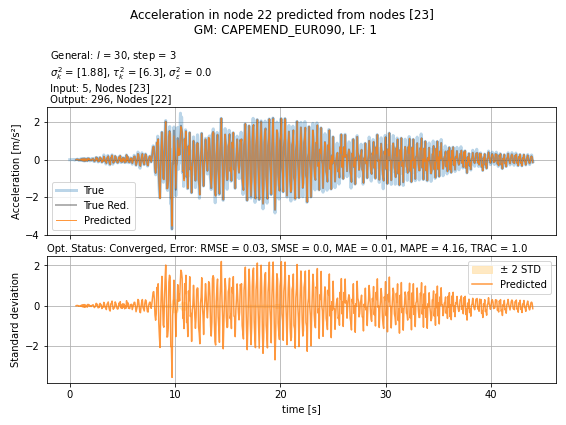 Acceleration in node 22 predicted from nodes [23]
GM: CAPEMEND_EUR090, LF: 1
General: l = 30, step = 3
σ²ₖ = [1.88], τ²ₖ = [6.3], σ²ε = 0.0
Input: 5, Nodes [23]
Output: 296, Nodes [22]
Acceleration [m/s²]
2
0
−2
−4
True
True Red.
Predicted
Opt. Status: Converged, Error: RMSE = 0.03, SMSE = 0.0, MAE = 0.01, MAPE = 4.16, TRAC = 1.0
Standard deviation
2
0
−2
± 2 STD
Predicted
0 10 20 30 40
time [s]